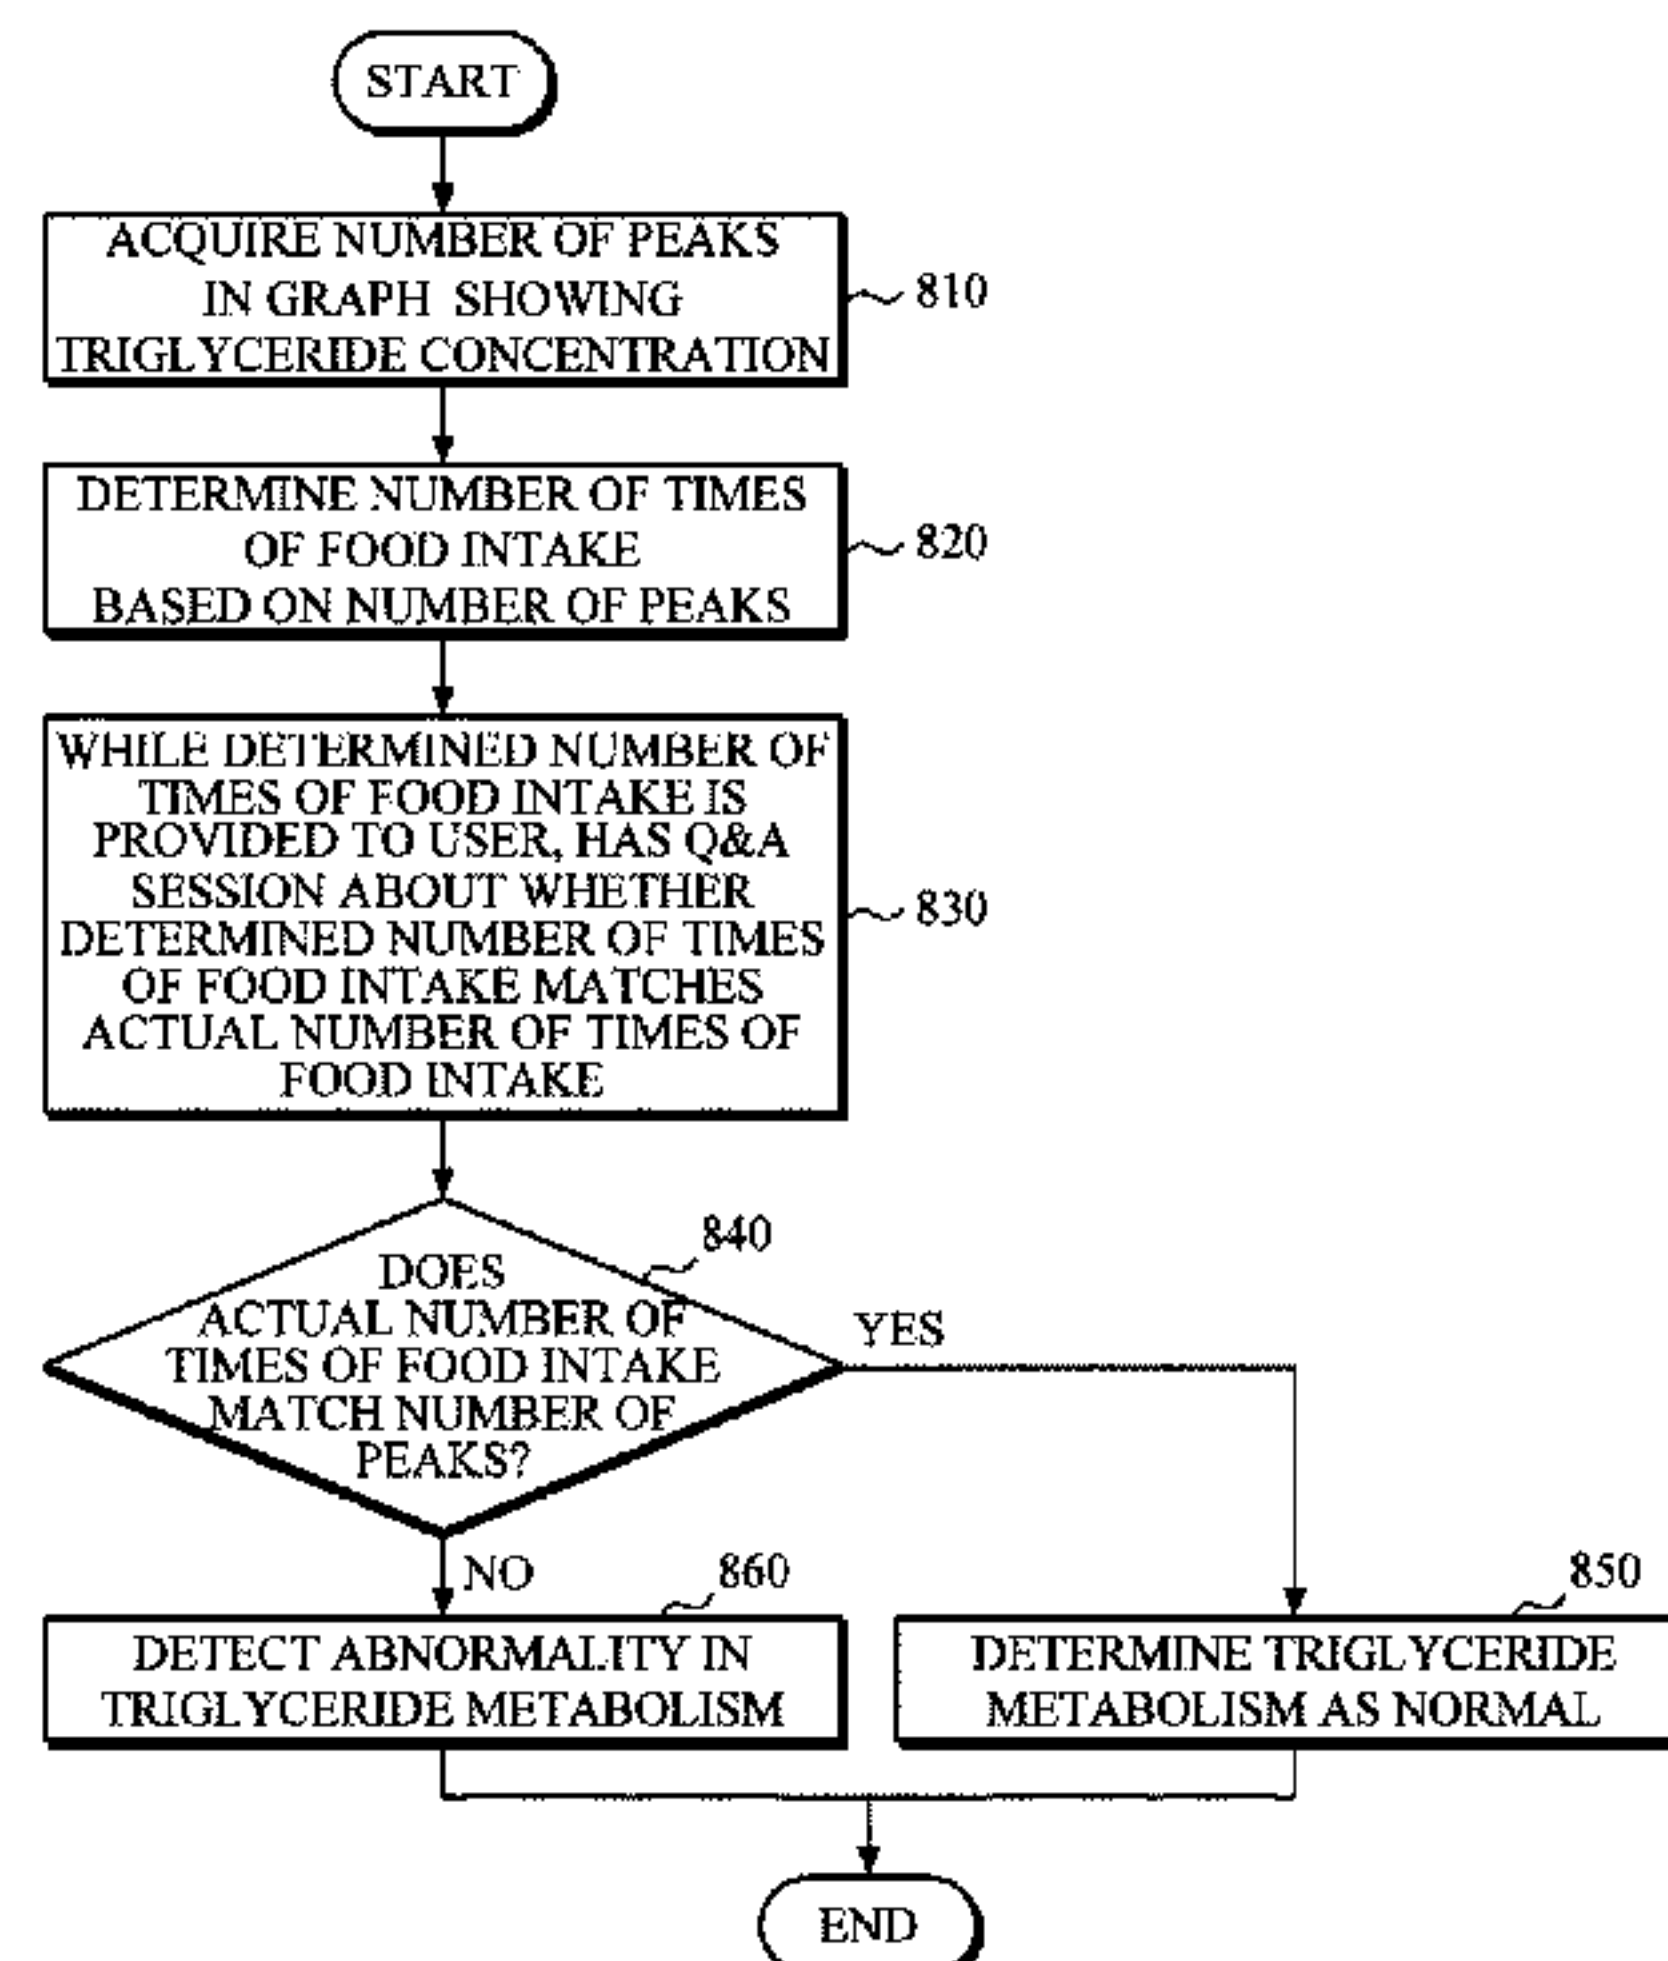 START
ACQUIRE NUMBER OF PEAKS
IN GRAPH SHOWING
TRIGLYCERIDE CONCENTRATION
810
DETERMINE NUMBER OF TIMES
OF FOOD INTAKE
BASED ON NUMBER OF PEAKS
820
WHILE DETERMINED NUMBER OF
TIMES OF FOOD INTAKE IS
PROVIDED TO USER, HAS Q&A
SESSION ABOUT WHETHER
DETERMINED NUMBER OF TIMES
OF FOOD INTAKE MATCHES
ACTUAL NUMBER OF TIMES OF
FOOD INTAKE
830
840
DOES
ACTUAL NUMBER OF
TIMES OF FOOD INTAKE
MATCH NUMBER OF
PEAKS?
YES
NO
860
DETECT ABNORMALITY IN
TRIGLYCERIDE METABOLISM
850
DETERMINE TRIGLYCERIDE
METABOLISM AS NORMAL
END